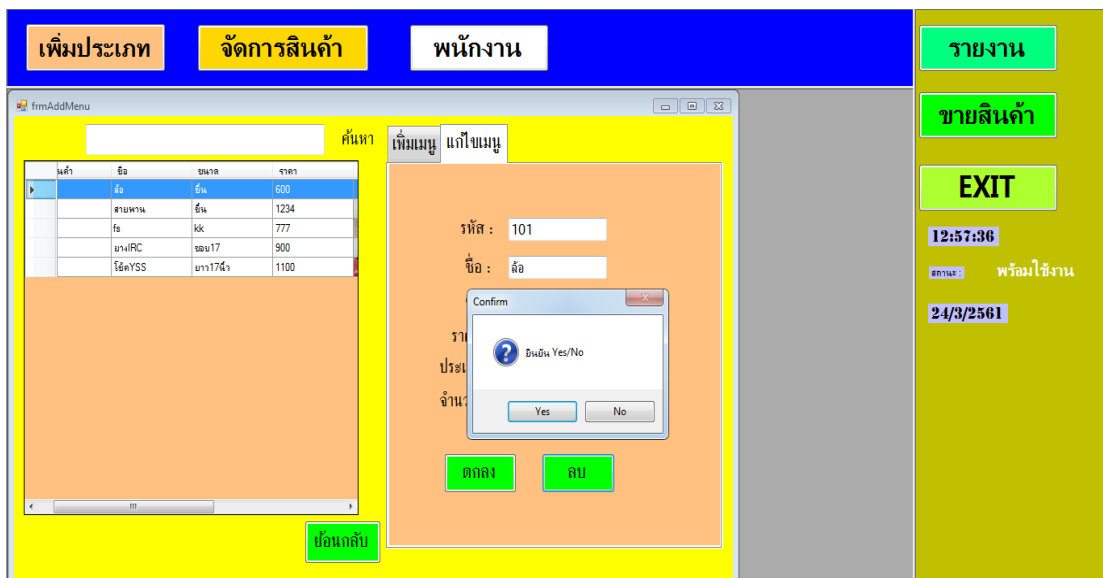 เพิ่มประเภท
จัดการสินค้า
พนักงาน
รายงาน
ขายสินค้า
EXIT
12:57:36
สถานะ : พร้อมใช้งาน
24/3/2561
frmAddMenu
ค้นหา
เพิ่มเมนู แก้ไขเมนู
ชื่อ ขนาด ราคา
ล้อ ชิ้น 600
สายพาน ชิ้น 1234
fs kk 777
ยางIRC ขอบ17 900
โช้คYSS ยาว17นิ้ว 1100
รหัส : 101
ชื่อ : ล้อ
Confirm
ยืนยัน Yes/No
Yes No
ตกลง ลบ
ย้อนกลับ